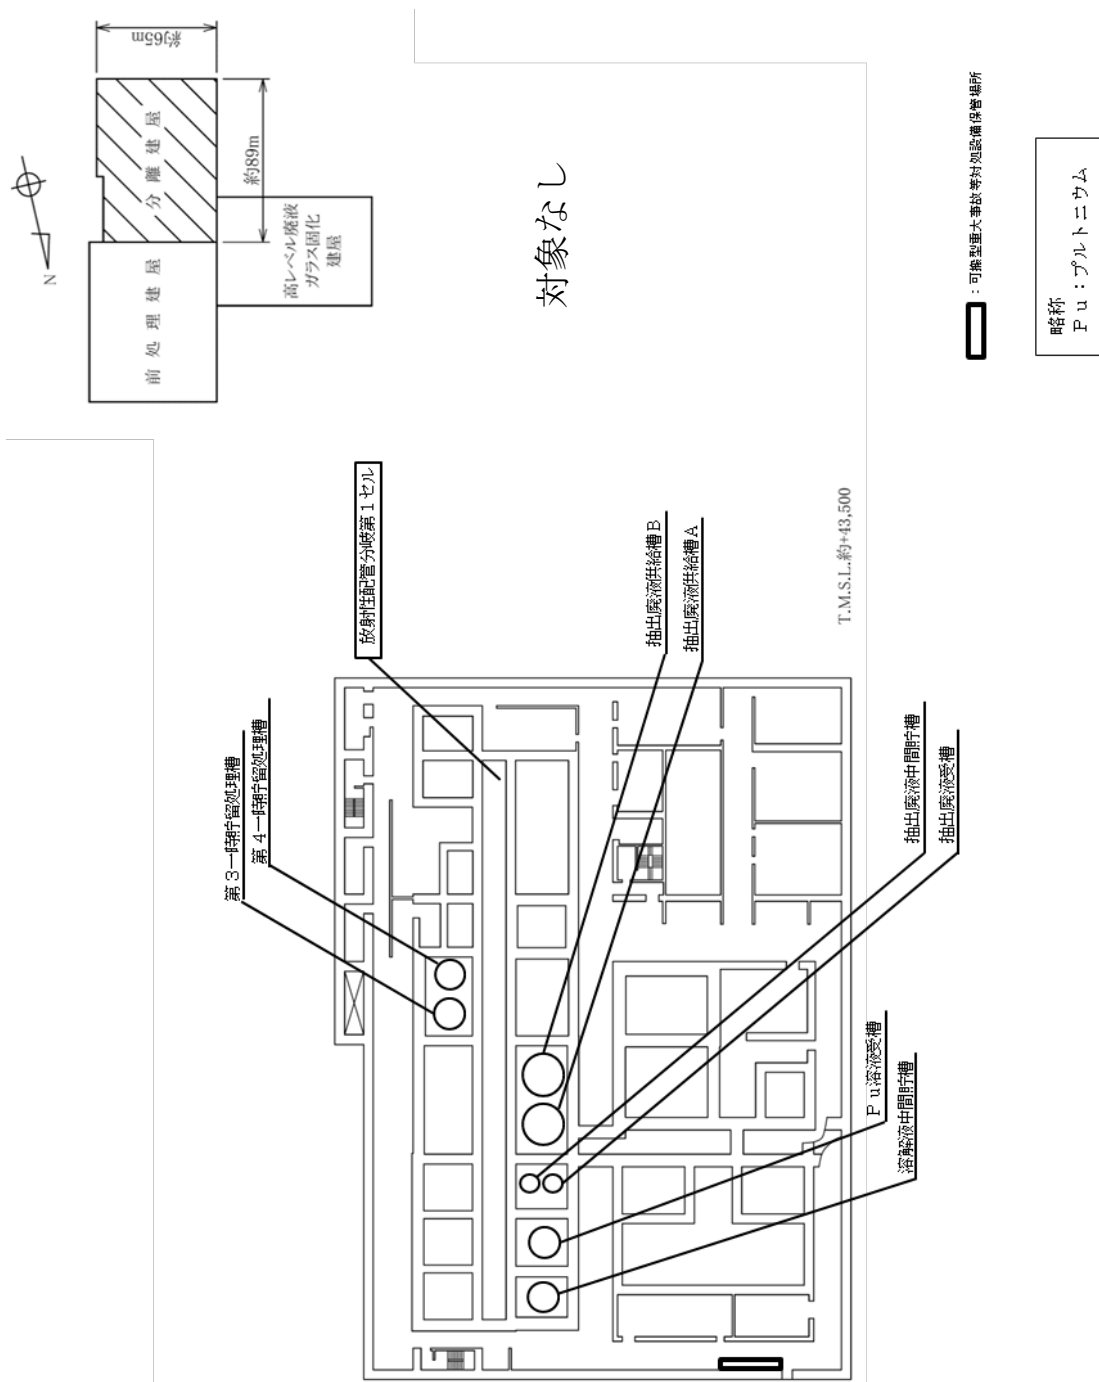 約65m
約89m
N
前処理建屋
分離建屋
高レベル廃液
ガラス固化
建屋
対象なし
：可搬型重大事故等対処設備保管場所
略称
Ｐｕ：プルトニウム
放射性配管分岐第１セル
第３一時貯留処理槽
第４一時貯留処理槽
抽出廃液供給槽Ｂ
抽出廃液供給槽Ａ
T.M.S.L.約+43,500
抽出廃液中間貯槽
抽出廃液受槽
Ｐｕ溶液受槽
溶解液中間貯槽